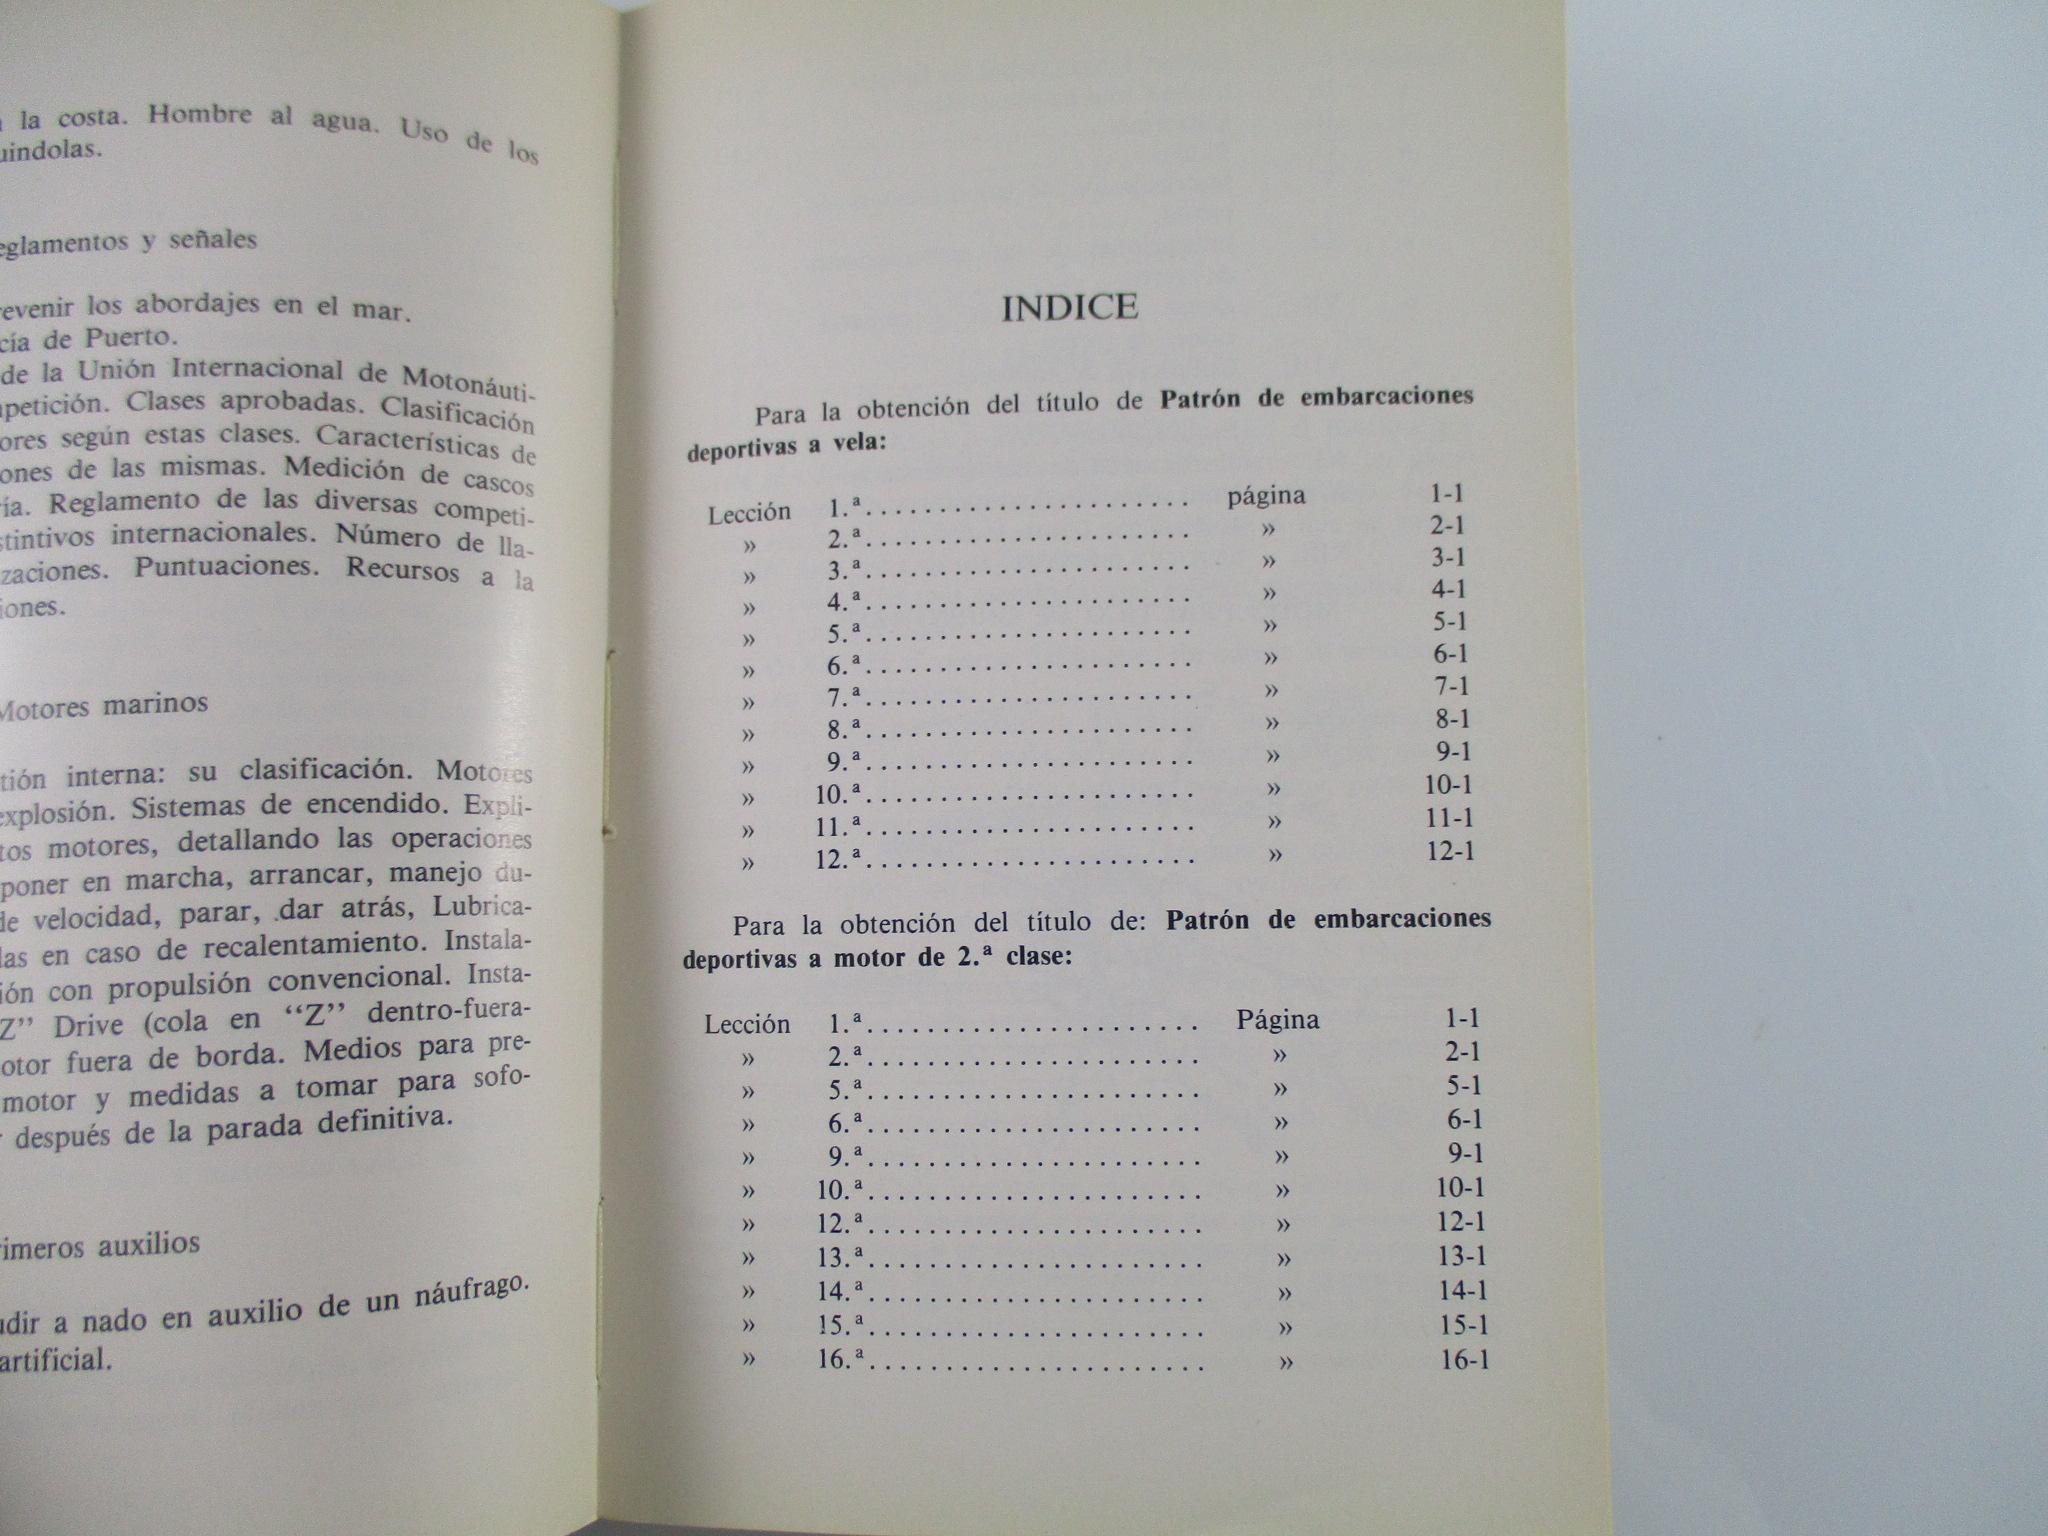 la costa. Hombre al agua. Uso de los
uindolas.
eglamentos y señales
revenir los abordajes en el mar.
cía de Puerto.
de la Unión Internacional de Motonáuti-
petición. Clases aprobadas. Clasificación
ores según estas clases. Características de
ones de las mismas. Medición de cascos
ría. Reglamento de las diversas competi-
stintivos internacionales. Número de lla-
zaciones. Puntuaciones. Recursos a la
iones.
Motores marinos
tión interna: su clasificación. Motores
explosión. Sistemas de encendido. Expli-
tos motores, detallando las operaciones
poner en marcha, arrancar, manejo du-
de velocidad, parar, .dar atrás, Lubrica-
las en caso de recalentamiento. Instala-
ión con propulsión convencional. Insta-
Z” Drive (cola en “Z” dentro-fuera-
otor fuera de borda. Medios para pre-
motor y medidas a tomar para sofo-
r después de la parada definitiva.
rimeros auxilios
udir a nado en auxilio de un náufrago.
artificial.
INDICE
Para la obtención del título de Patrón de embarcaciones
deportivas a vela:
Lección 1.ª . . . . . . . . . . . . . . . . . . . . . . página 1-1
» 2.ª . . . . . . . . . . . . . . . . . . . . . . » 2-1
» 3.ª . . . . . . . . . . . . . . . . . . . . . . » 3-1
» 4.ª . . . . . . . . . . . . . . . . . . . . . . » 4-1
» 5.ª . . . . . . . . . . . . . . . . . . . . . . » 5-1
» 6.ª . . . . . . . . . . . . . . . . . . . . . . » 6-1
» 7.ª . . . . . . . . . . . . . . . . . . . . . . » 7-1
» 8.ª . . . . . . . . . . . . . . . . . . . . . . » 8-1
» 9.ª . . . . . . . . . . . . . . . . . . . . . . » 9-1
» 10.ª . . . . . . . . . . . . . . . . . . . . . . » 10-1
» 11.ª . . . . . . . . . . . . . . . . . . . . . . » 11-1
» 12.ª . . . . . . . . . . . . . . . . . . . . . . » 12-1
Para la obtención del título de: Patrón de embarcaciones
deportivas a motor de 2.ª clase:
Lección 1.ª . . . . . . . . . . . . . . . . . . . . . . Página 1-1
» 2.ª . . . . . . . . . . . . . . . . . . . . . . » 2-1
» 5.ª . . . . . . . . . . . . . . . . . . . . . . » 5-1
» 6.ª . . . . . . . . . . . . . . . . . . . . . . » 6-1
» 9.ª . . . . . . . . . . . . . . . . . . . . . . » 9-1
» 10.ª . . . . . . . . . . . . . . . . . . . . . . » 10-1
» 12.ª . . . . . . . . . . . . . . . . . . . . . . » 12-1
» 13.ª . . . . . . . . . . . . . . . . . . . . . . » 13-1
» 14.ª . . . . . . . . . . . . . . . . . . . . . . » 14-1
» 15.ª . . . . . . . . . . . . . . . . . . . . . . » 15-1
» 16.ª . . . . . . . . . . . . . . . . . . . . . . » 16-1